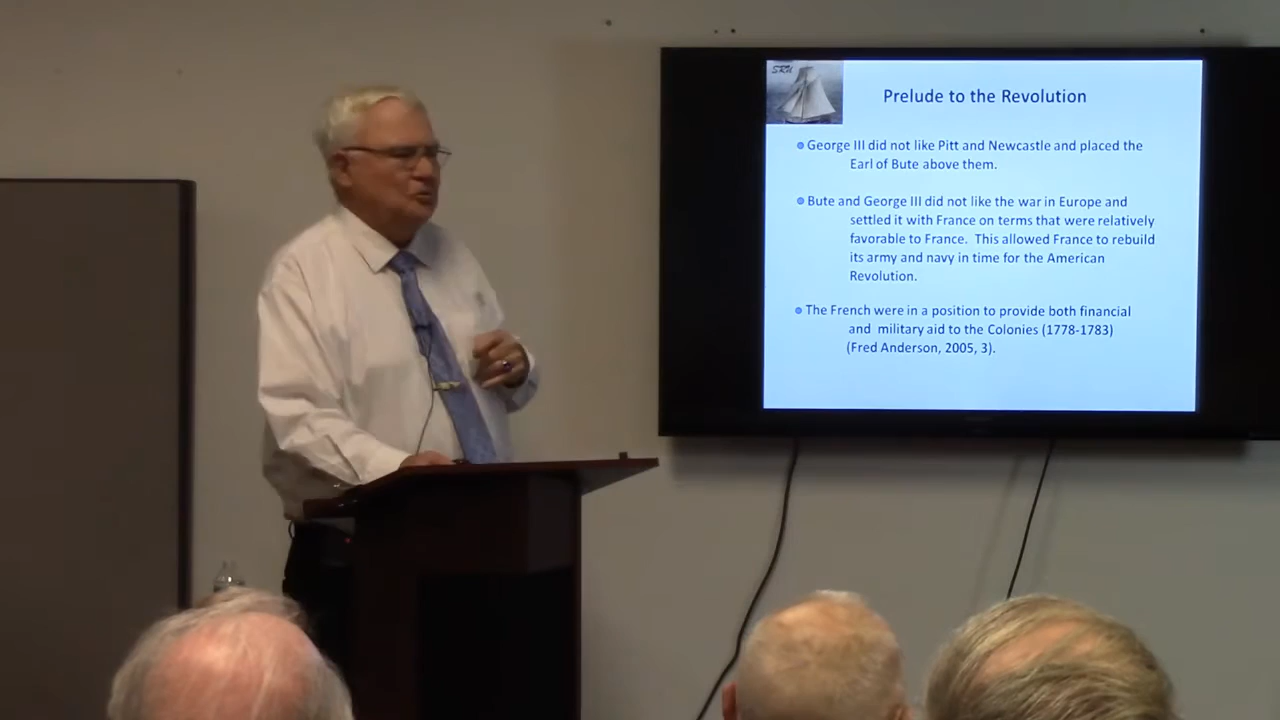 SRU
Prelude to the Revolution
George III did not like Pitt and Newcastle and placed the
Earl of Bute above them.
Bute and George III did not like the war in Europe and
settled it with France on terms that were relatively
favorable to France. This allowed France to rebuild
its army and navy in time for the American
Revolution.
The French were in a position to provide both financial
and military aid to the Colonies (1778-1783)
(Fred Anderson, 2005, 3).